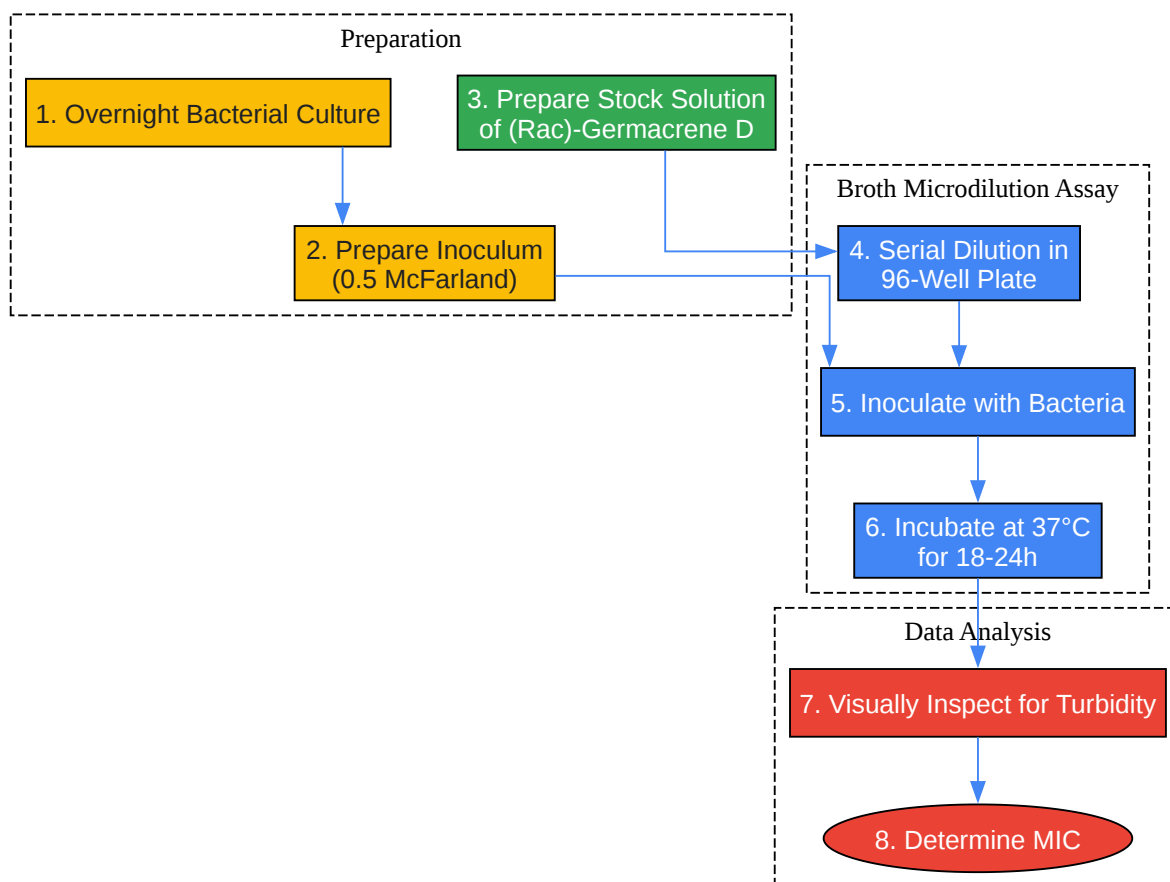 Preparation
1. Overnight Bacterial Culture
3. Prepare Stock Solution
of (Rac)-Germacrene D
2. Prepare Inoculum
(0.5 McFarland)
Broth Microdilution Assay
4. Serial Dilution in
96-Well Plate
5. Inoculate with Bacteria
6. Incubate at 37°C
for 18-24h
Data Analysis
7. Visually Inspect for Turbidity
8. Determine MIC